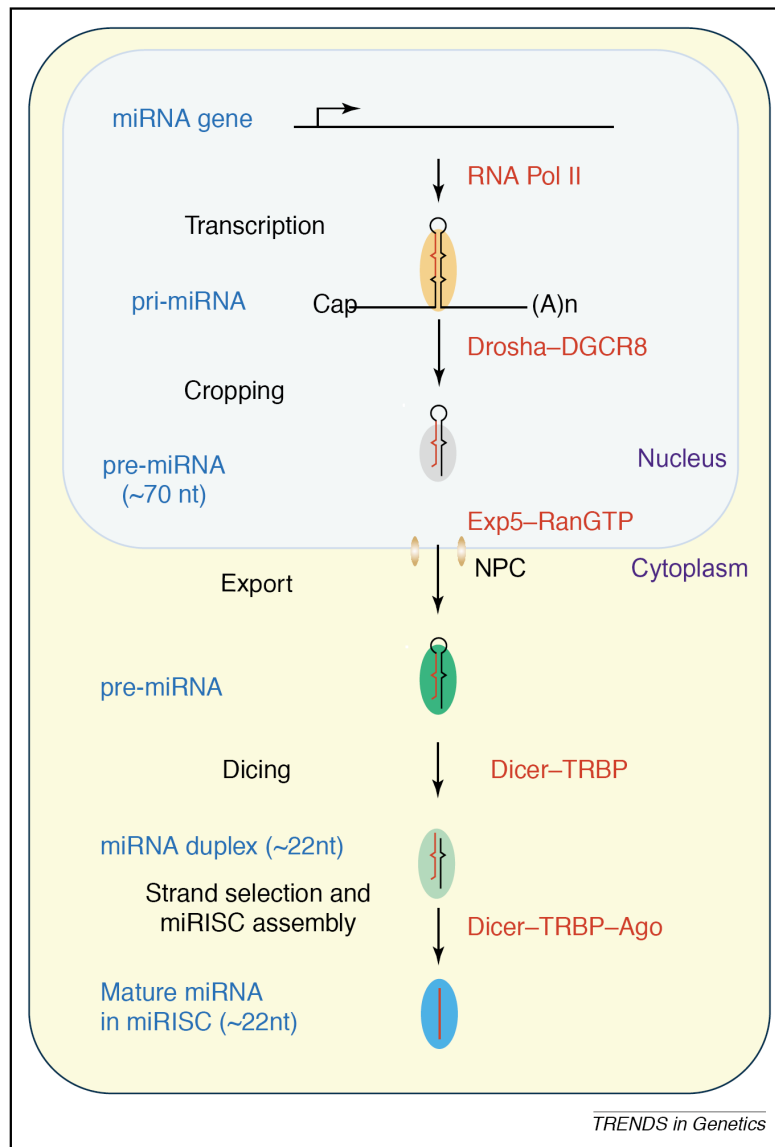 miRNA gene
RNA Pol II
Transcription
pri-miRNA
Cap
(A)n
Drosha–DGCR8
Cropping
pre-miRNA
(~70 nt)
Nucleus
Exp5–RanGTP
NPC
Cytoplasm
Export
pre-miRNA
Dicing
Dicer–TRBP
miRNA duplex (~22nt)
Strand selection and
miRISC assembly
Dicer–TRBP–Ago
Mature miRNA
in miRISC (~22nt)
TRENDS in Genetics